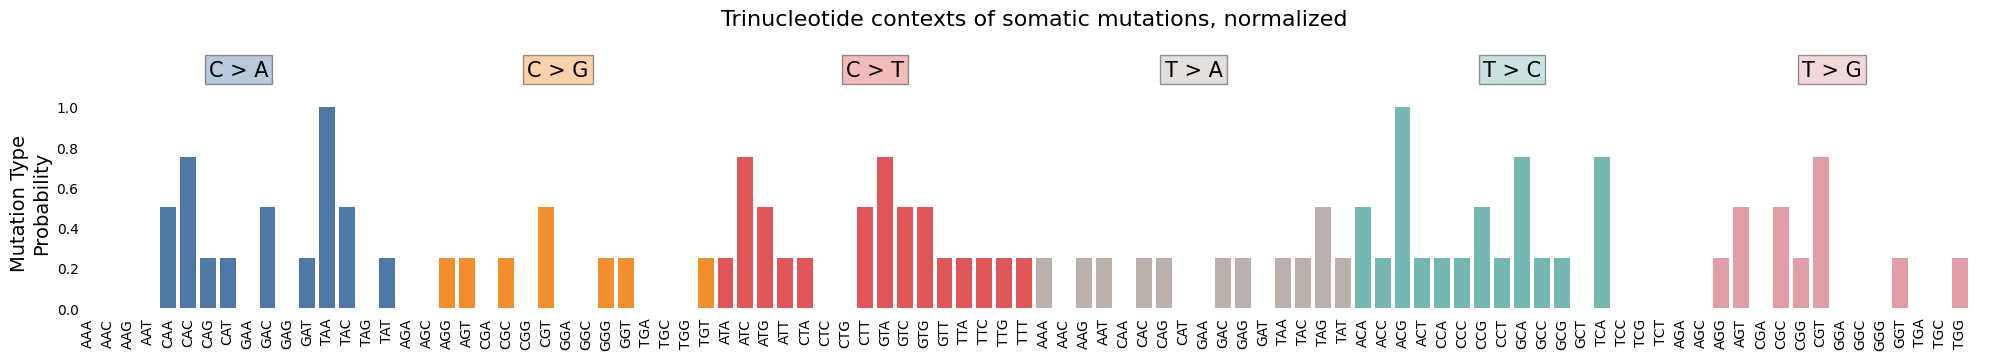 Trinucleotide contexts of somatic mutations, normalized
C > A C > G C > T T > A T > C T > G
Mutation Type
Probability
1.0
0.8
0.6
0.4
0.2
0.0
AAA AAC AAG AAT CAA CAC CAG CAT GAA GAC GAG GAT TAA TAC TAG TAT AGA AGC AGG AGT CGA CGC CGG CGT GGA GGC GGG GGT TGA TGC TGG TGT ATA ATC ATG ATT CTA CTC CTG CTT GTA GTC GTG GTT TTA TTC TTG TTT AAA AAC AAG AAT CAA CAC CAG CAT GAA GAC GAG GAT TAA TAC TAG TAT ACA ACC ACG ACT CCA CCC CCG CCT GCA GCC GCG GCT TCA TCC TCG TCT AGA AGC AGG AGT CGA CGC CGG CGT GGA GGC GGG GGT TGA TGC TGG